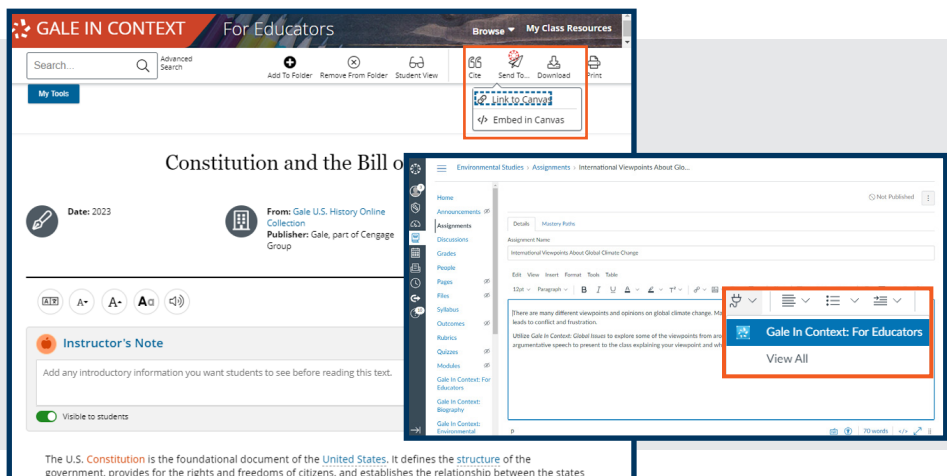 GALE IN CONTEXT For Educators
Browse My Class Resources
Search...
Advanced
Search
Add To Folder Remove From Folder Student View Cite Send To... Download Print
My Tools
Link to Canvas
</> Embed in Canvas
Constitution and the Bill o
Date: 2023
From: Gale U.S. History Online
Collection
Publisher: Gale, part of Cengage
Group
A- A+ Aa
Instructor's Note
Add any introductory information you want students to see before reading this text.
Visible to students
The U.S. Constitution is the foundational document of the United States. It defines the structure of the
government, provides for the rights and freedoms of citizens, and establishes the relationship between the states
Environmental Studies > Assignments > International Viewpoints About Glo...
Home
Announcements
Assignments
Discussions
Grades
People
Pages
Files
Syllabus
Outcomes
Rubrics
Quizzes
Modules
Gale In Context: For
Educators
Gale In Context:
Biography
Gale In Context:
Environmental
Not Published
Details Mastery Paths
Assignment Name
International Viewpoints About Global Climate Change
Edit View Insert Format Tools Table
12pt Paragraph B I U A T²
There are many different viewpoints and opinions on global climate change. Ma
leads to conflict and frustration.
Utilize Gale In Context: Global Issues to explore some of the viewpoints from aro
argumentative speech to present to the class explaining your viewpoint and wh
Gale In Context: For Educators
View All
p
70 words </>